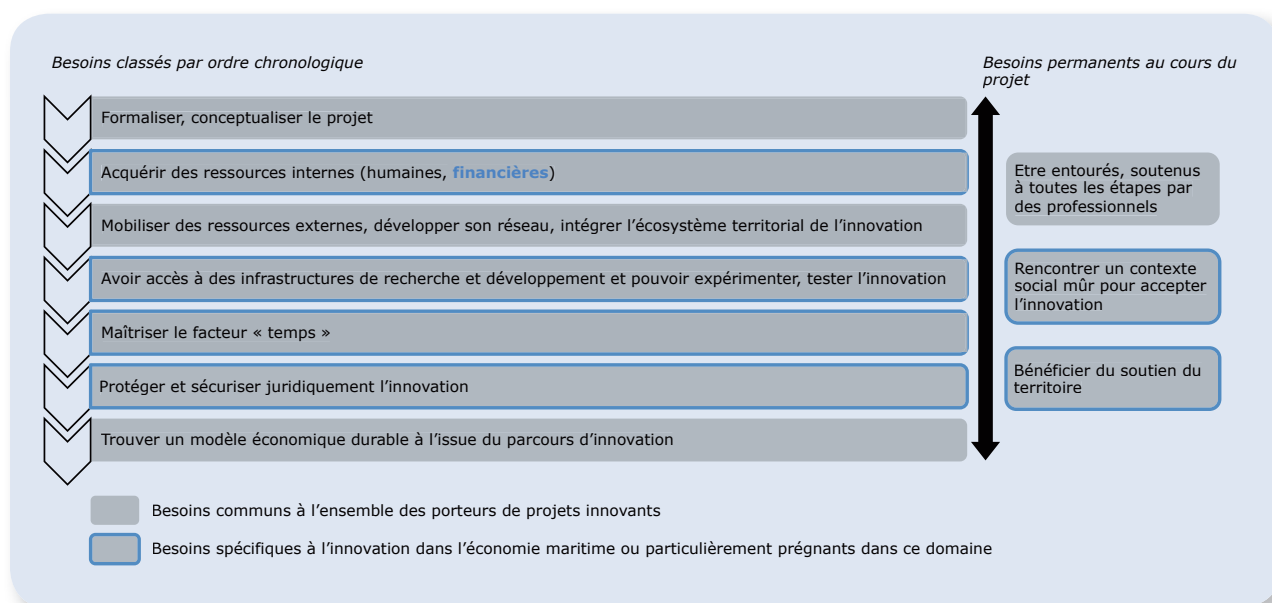 Besoins classés par ordre chronologique
Formaliser, conceptualiser le projet
Acquérir des ressources internes (humaines, financières)
Mobiliser des ressources externes, développer son réseau, intégrer l’écosystème territorial de l’innovation
Avoir accès à des infrastructures de recherche et développement et pouvoir expérimenter, tester l’innovation
Maîtriser le facteur « temps »
Protéger et sécuriser juridiquement l’innovation
Trouver un modèle économique durable à l’issue du parcours d’innovation
Besoins permanents au cours du
projet
Etre entourés, soutenus
à toutes les étapes par
des professionnels
Rencontrer un contexte
social mûr pour accepter
l’innovation
Bénéficier du soutien du
territoire
Besoins communs à l’ensemble des porteurs de projets innovants
Besoins spécifiques à l’innovation dans l’économie maritime ou particulièrement prégnants dans ce domaine